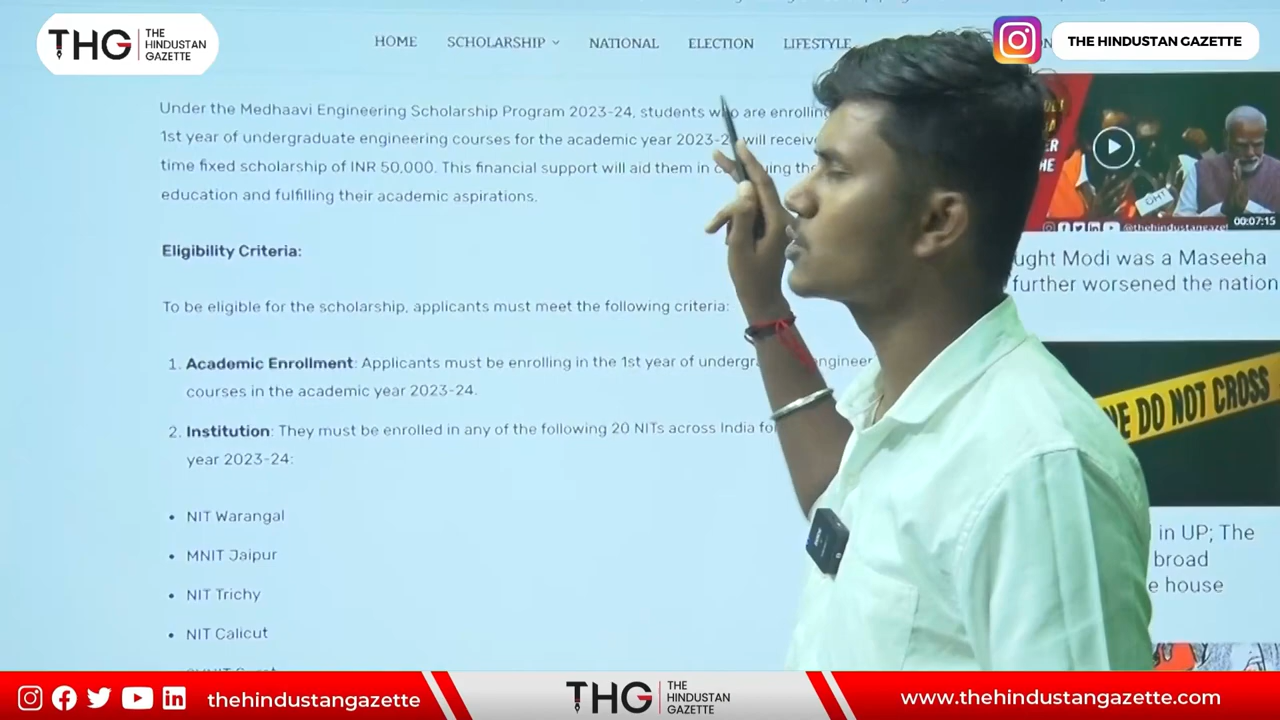 THG THE HINDUSTAN GAZETTE
HOME SCHOLARSHIP NATIONAL ELECTION LIFESTYLE
THE HINDUSTAN GAZETTE
Under the Medhaavi Engineering Scholarship Program 2023-24, students who are enrolling
1st year of undergraduate engineering courses for the academic year 2023-2 will receive
time fixed scholarship of INR 50,000. This financial support will aid them in the
education and fulfilling their academic aspirations.
Eligibility Criteria:
To be eligible for the scholarship, applicants must meet the following criteria:
1. Academic Enrollment: Applicants must be enrolling in the 1st year of undergr engineer
courses in the academic year 2023-24.
2. Institution: They must be enrolled in any of the following 20 NITs across India fo
year 2023-24:
• NIT Warangal
• MNIT Jaipur
• NIT Trichy
• NIT Calicut
ER
HE
OHT
@thehindustangazet
00:07:15
ught Modi was a Maseeha
further worsened the nation
NE DO NOT CROSS
in UP; The
broad
e house
thehindustangazette
THG THE HINDUSTAN GAZETTE
www.thehindustangazette.com